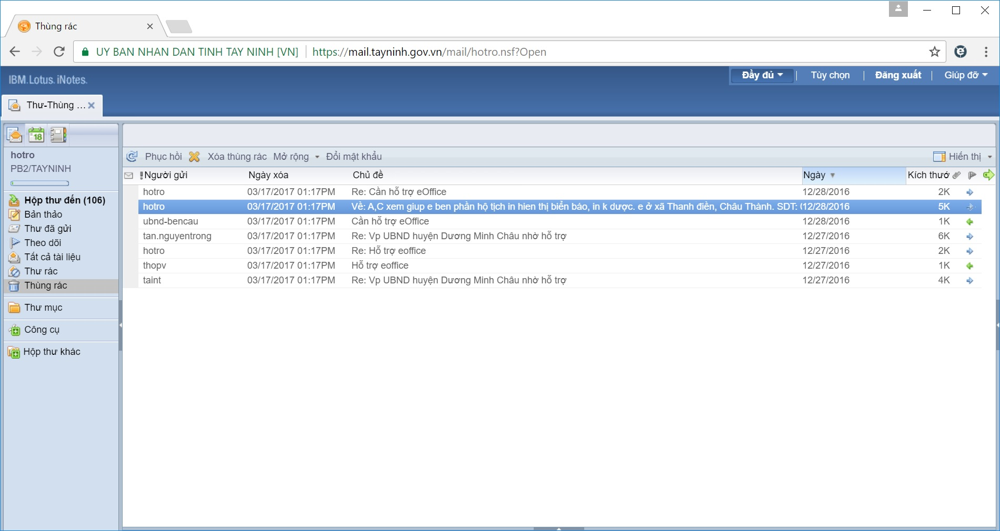 Thùng rác
UY BAN NHAN DAN TINH TAY NINH [VN] https://mail.tayninh.gov.vn/mail/hotro.nsf?Open
IBM.Lotus.iNotes.
Đầy đủ Tùy chọn Đăng xuất Giúp đỡ
Thư-Thùng ...
18
hotro
PB2/TAYNINH
Hộp thư đến (106)
Bản thảo
Thư đã gửi
Theo dõi
Tất cả tài liệu
Thư rác
Thùng rác
Thư mục
Công cụ
Hộp thư khác
Phục hồi Xóa thùng rác Mở rộng Đổi mật khẩu Hiển thị
Người gửi Ngày xóa Chủ đề Ngày Kích thướ
hotro 03/17/2017 01:17PM Re: Cần hỗ trợ eOffice 12/28/2016 2K
hotro 03/17/2017 01:17PM Về: A,C xem giup e ben phần hộ tịch in hien thị biển báo, in k dược. e ở xã Thanh điền, Châu Thành. SDT: 12/28/2016 5K
ubnd-bencau 03/17/2017 01:17PM Cần hỗ trợ eOffice 12/28/2016 1K
tan.nguyentrong 03/17/2017 01:17PM Re: Vp UBND huyện Dương Minh Châu nhờ hỗ trợ 12/27/2016 6K
hotro 03/17/2017 01:17PM Re: Hỗ trợ eoffice 12/27/2016 2K
thopv 03/17/2017 01:17PM Hỗ trợ eoffice 12/27/2016 1K
taint 03/17/2017 01:17PM Re: Vp UBND huyện Dương Minh Châu nhờ hỗ trợ 12/27/2016 4K